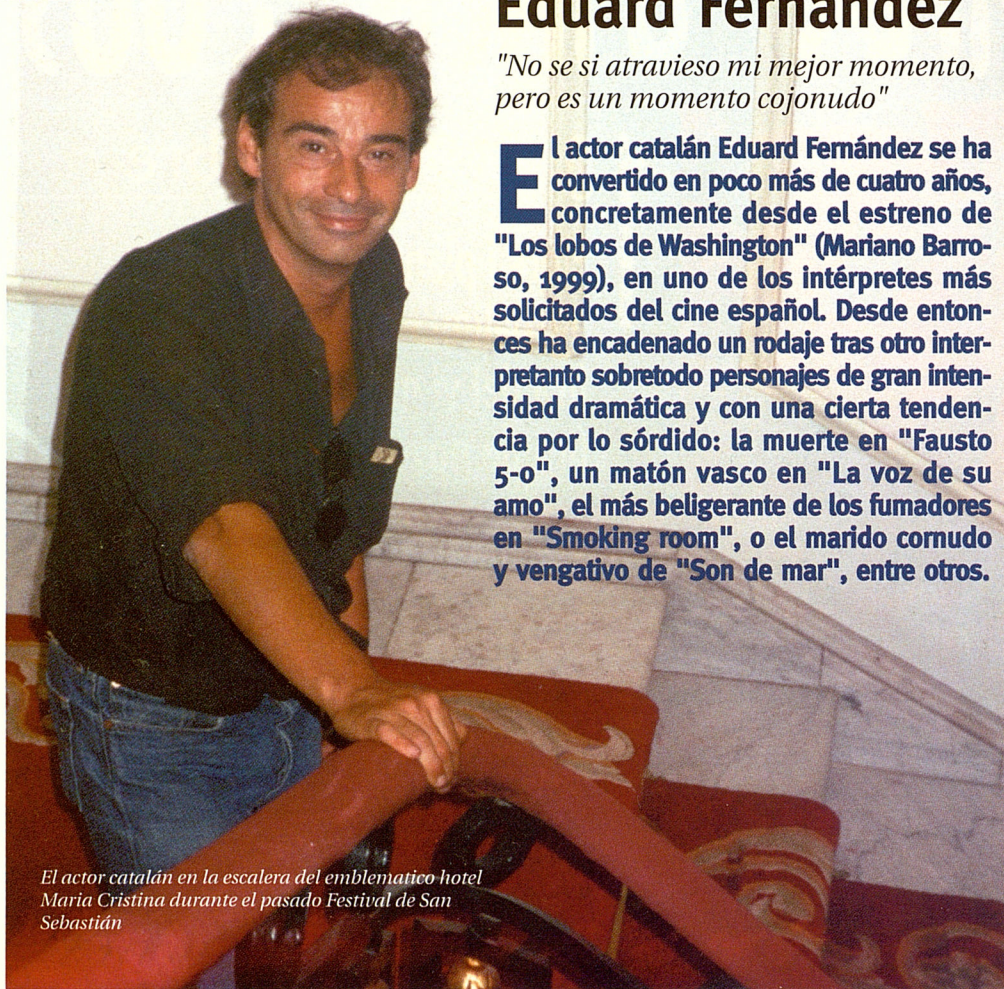 Eduard Fernández
"No se si atravieso mi mejor momento,
pero es un momento cojonudo"
El actor catalán Eduard Fernández se ha
convertido en poco más de cuatro años,
concretamente desde el estreno de
"Los lobos de Washington" (Mariano Barro-
so, 1999), en uno de los intérpretes más
solicitados del cine español. Desde enton-
ces ha encadenado un rodaje tras otro inter-
pretanto sobretodo personajes de gran inten-
sidad dramática y con una cierta tenden-
cia por lo sórdido: la muerte en "Fausto
5-0", un matón vasco en "La voz de su
amo", el más beligerante de los fumadores
en "Smoking room", o el marido cornudo
y vengativo de "Son de mar", entre otros.
El actor catalán en la escalera del emblematico hotel
Maria Cristina durante el pasado Festival de San
Sebastián